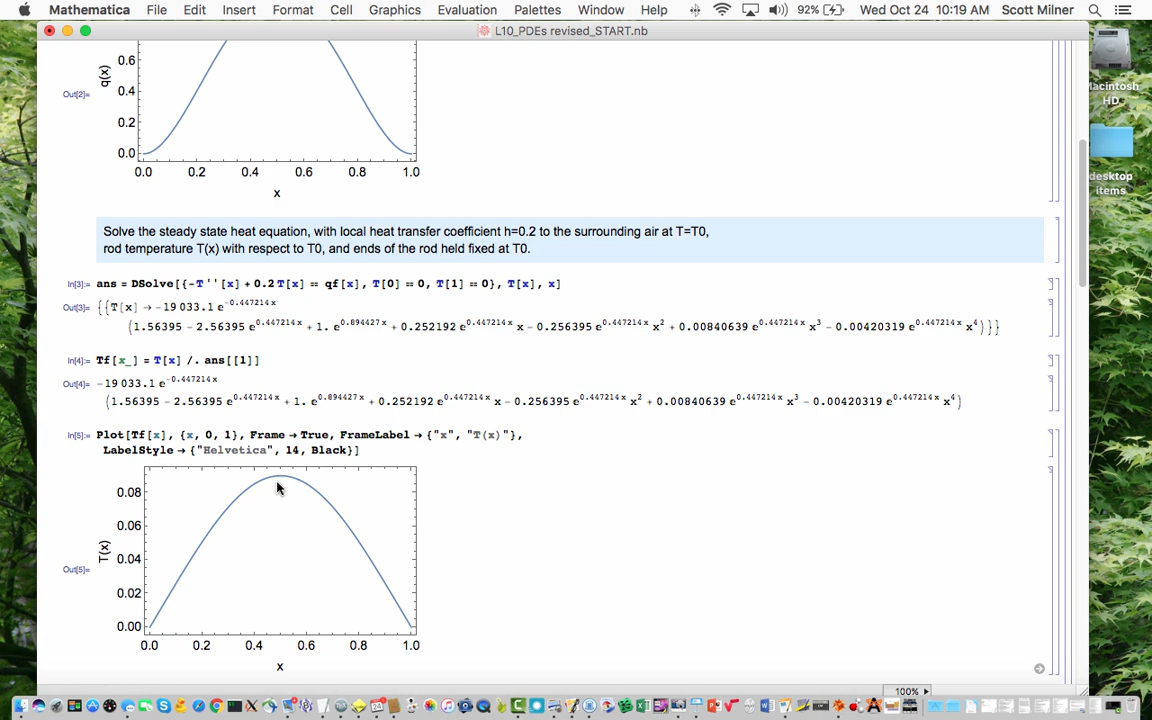 Mathematica File Edit Insert Format Cell Graphics Evaluation Palettes Window Help 92% Wed Oct 24 10:19 AM Scott Milner
L10_PDEs revised_START.nb
Macintosh
HD
desktop
items
0.6
q(x)
Out[2]= 0.4
0.2
0.0
0.0 0.2 0.4 0.6 0.8 1.0
x
Solve the steady state heat equation, with local heat transfer coefficient h=0.2 to the surrounding air at T=T0,
rod temperature T(x) with respect to T0, and ends of the rod held fixed at T0.
In[3]:= ans = DSolve[{-T''[x] + 0.2 T[x] == qf[x], T[0] == 0, T[1] == 0}, T[x], x]
Out[3]= {{T[x] → -19 033.1 e^-0.447214 x
(1.56395 - 2.56395 e^0.447214 x + 1. e^0.894427 x + 0.252192 e^0.447214 x x - 0.256395 e^0.447214 x x^2 + 0.00840639 e^0.447214 x x^3 - 0.00420319 e^0.447214 x x^4)}}
In[4]:= Tf[x_] = T[x] /. ans[[1]]
Out[4]= -19 033.1 e^-0.447214 x
(1.56395 - 2.56395 e^0.447214 x + 1. e^0.894427 x + 0.252192 e^0.447214 x x - 0.256395 e^0.447214 x x^2 + 0.00840639 e^0.447214 x x^3 - 0.00420319 e^0.447214 x x^4)
In[5]:= Plot[Tf[x], {x, 0, 1}, Frame → True, FrameLabel → {"x", "T(x)"},
LabelStyle → {"Helvetica", 14, Black}]
0.08
0.06
T(x)
0.04
Out[5]=
0.02
0.00
0.0 0.2 0.4 0.6 0.8 1.0
x
100%